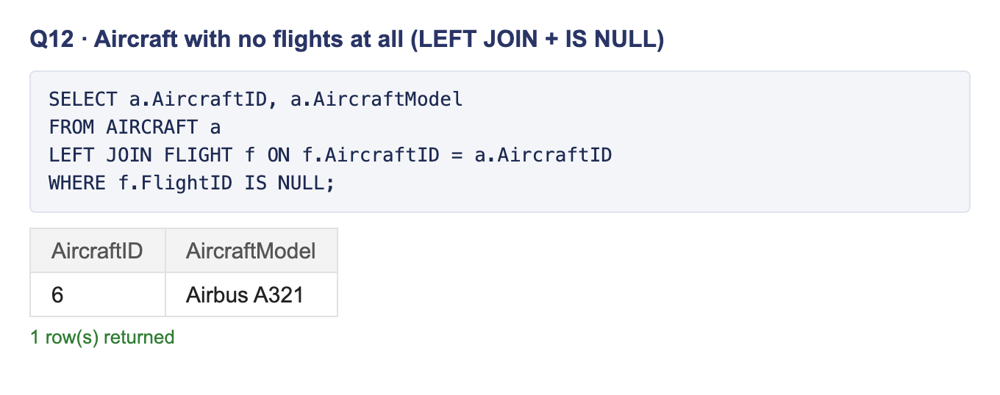 Q12 · Aircraft with no flights at all (LEFT JOIN + IS NULL)
SELECT a.AircraftID, a.AircraftModel
FROM AIRCRAFT a
LEFT JOIN FLIGHT f ON f.AircraftID = a.AircraftID
WHERE f.FlightID IS NULL;
AircraftID AircraftModel
6 Airbus A321
1 row(s) returned